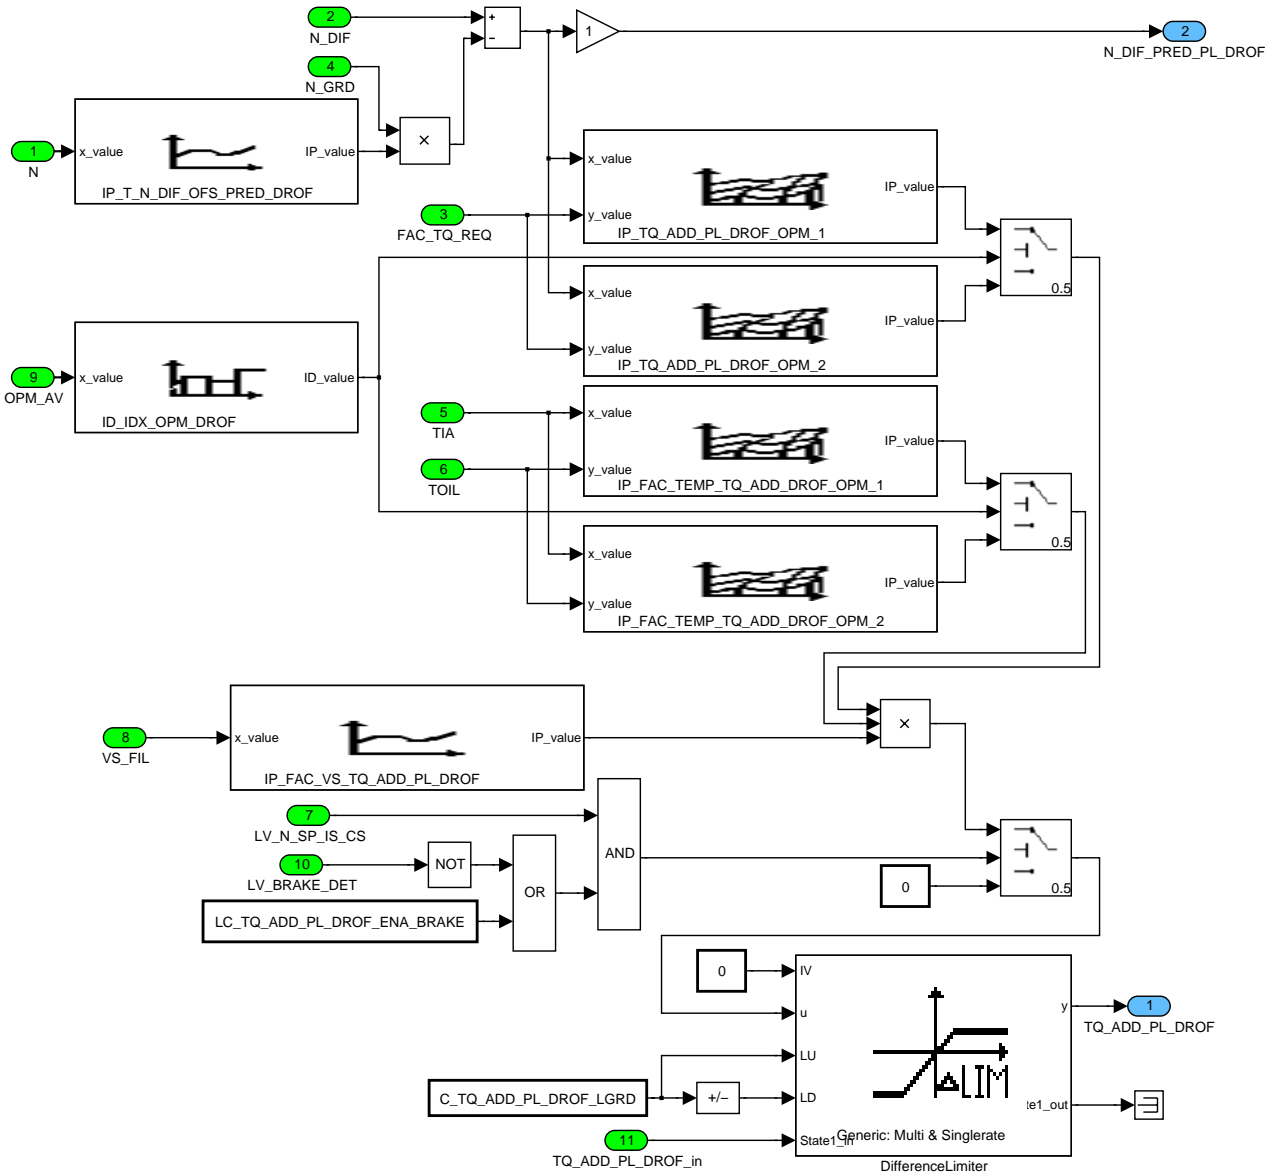 2
N_DIF
+
−
1
2
N_DIF_PRED_PL_DROF
4
N_GRD
×
1
N
x_value
IP_value
IP_T_N_DIF_OFS_PRED_DROF
x_value
IP_value
y_value
IP_TQ_ADD_PL_DROF_OPM_1
3
FAC_TQ_REQ
0.5
x_value
IP_value
y_value
IP_TQ_ADD_PL_DROF_OPM_2
9
OPM_AV
x_value
ID_value
ID_IDX_OPM_DROF
5
TIA
x_value
IP_value
6
TOIL
y_value
IP_FAC_TEMP_TQ_ADD_DROF_OPM_1
0.5
x_value
IP_value
y_value
IP_FAC_TEMP_TQ_ADD_DROF_OPM_2
8
VS_FIL
x_value
IP_value
IP_FAC_VS_TQ_ADD_PL_DROF
×
7
LV_N_SP_IS_CS
10
LV_BRAKE_DET
NOT
OR
AND
LC_TQ_ADD_PL_DROF_ENA_BRAKE
0
0.5
0
IV
u
LU
LD
State1_in
y
te1_out
ΔLIM
Generic: Multi & Singlerate
DifferenceLimiter
1
TQ_ADD_PL_DROF
C_TQ_ADD_PL_DROF_LGRD
+/−
11
TQ_ADD_PL_DROF_in